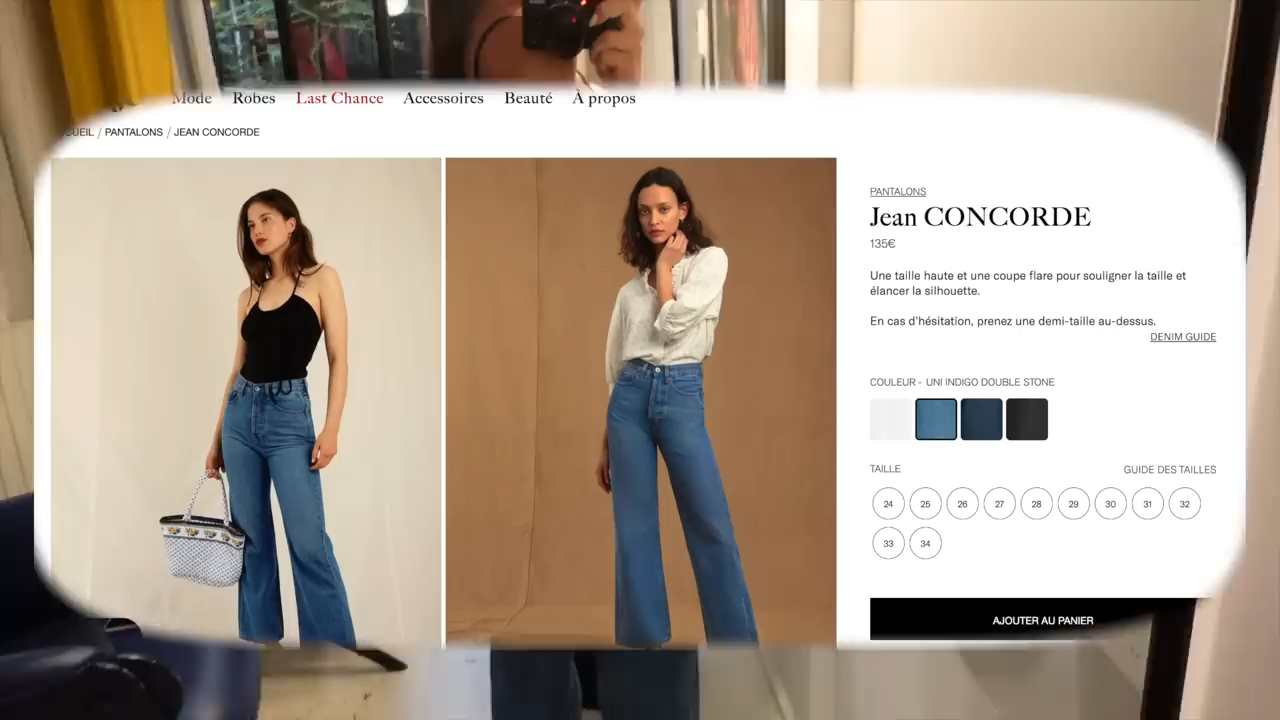 Mode Robes Last Chance Accessoires Beauté À propos
/ PANTALONS / JEAN CONCORDE
PANTALONS
Jean CONCORDE
135€
Une taille haute et une coupe flare pour souligner la taille et
élancer la silhouette.
En cas d'hésitation, prenez une demi-taille au-dessus.
DENIM GUIDE
COULEUR - UNI INDIGO DOUBLE STONE
TAILLE GUIDE DES TAILLES
24 25 26 27 28 29 30 31 32
33 34
AJOUTER AU PANIER